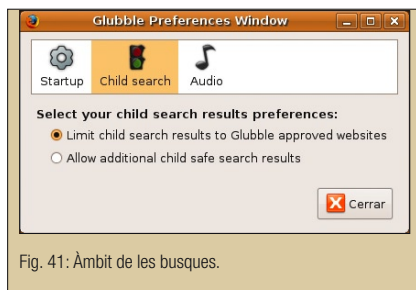 Glubble Preferences Window
Startup Child search Audio
Select your child search results preferences:
Limit child search results to Glubble approved websites
Allow additional child safe search results
Cerrar
Fig. 41: Àmbit de les busques.